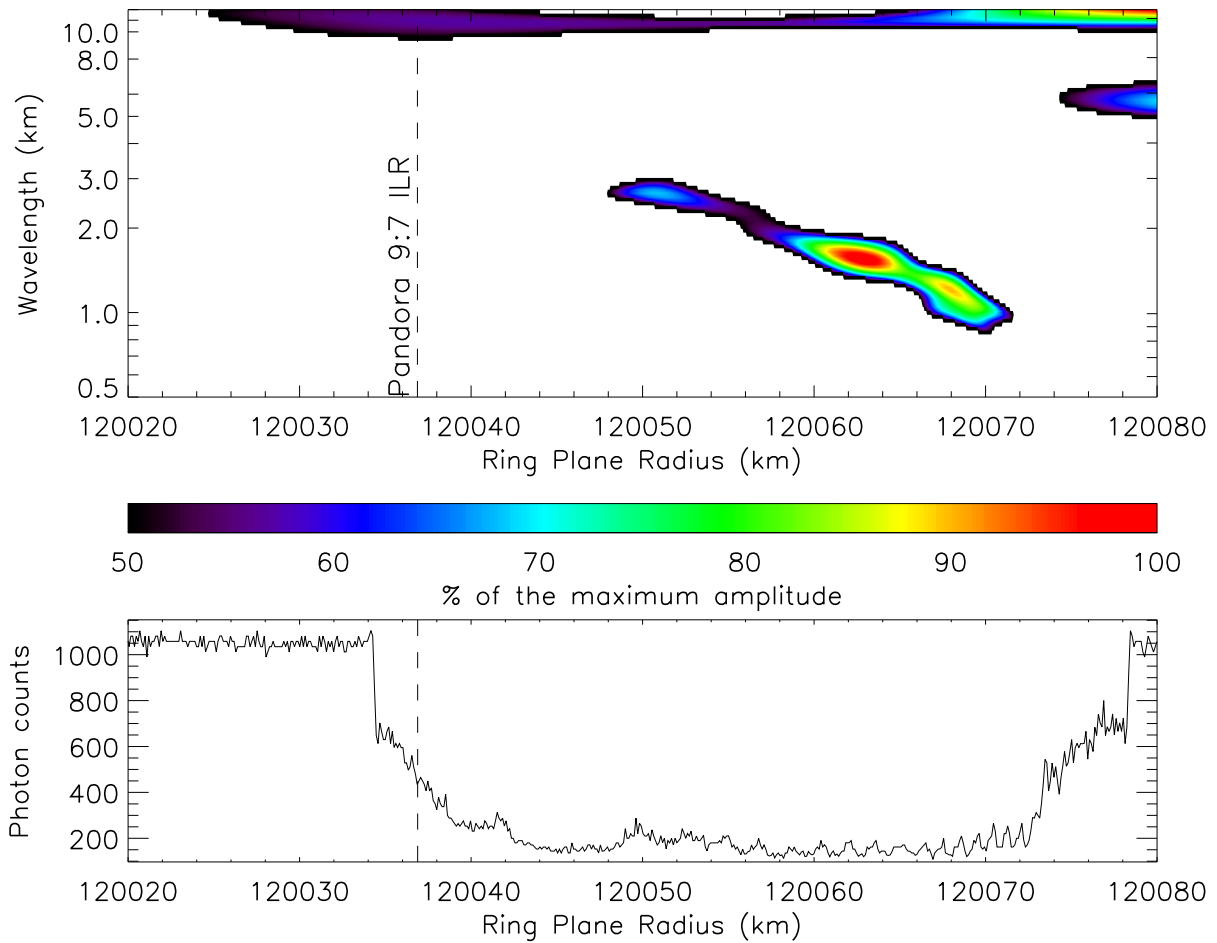 10.0
8.0
5.0
3.0
2.0
1.0
0.5
Wavelength (km)
Pandora 9:7 ILR
120020 120030 120040 120050 120060 120070 120080
Ring Plane Radius (km)
50 60 70 80 90 100
% of the maximum amplitude
1000
800
600
400
200
Photon counts
120020 120030 120040 120050 120060 120070 120080
Ring Plane Radius (km)